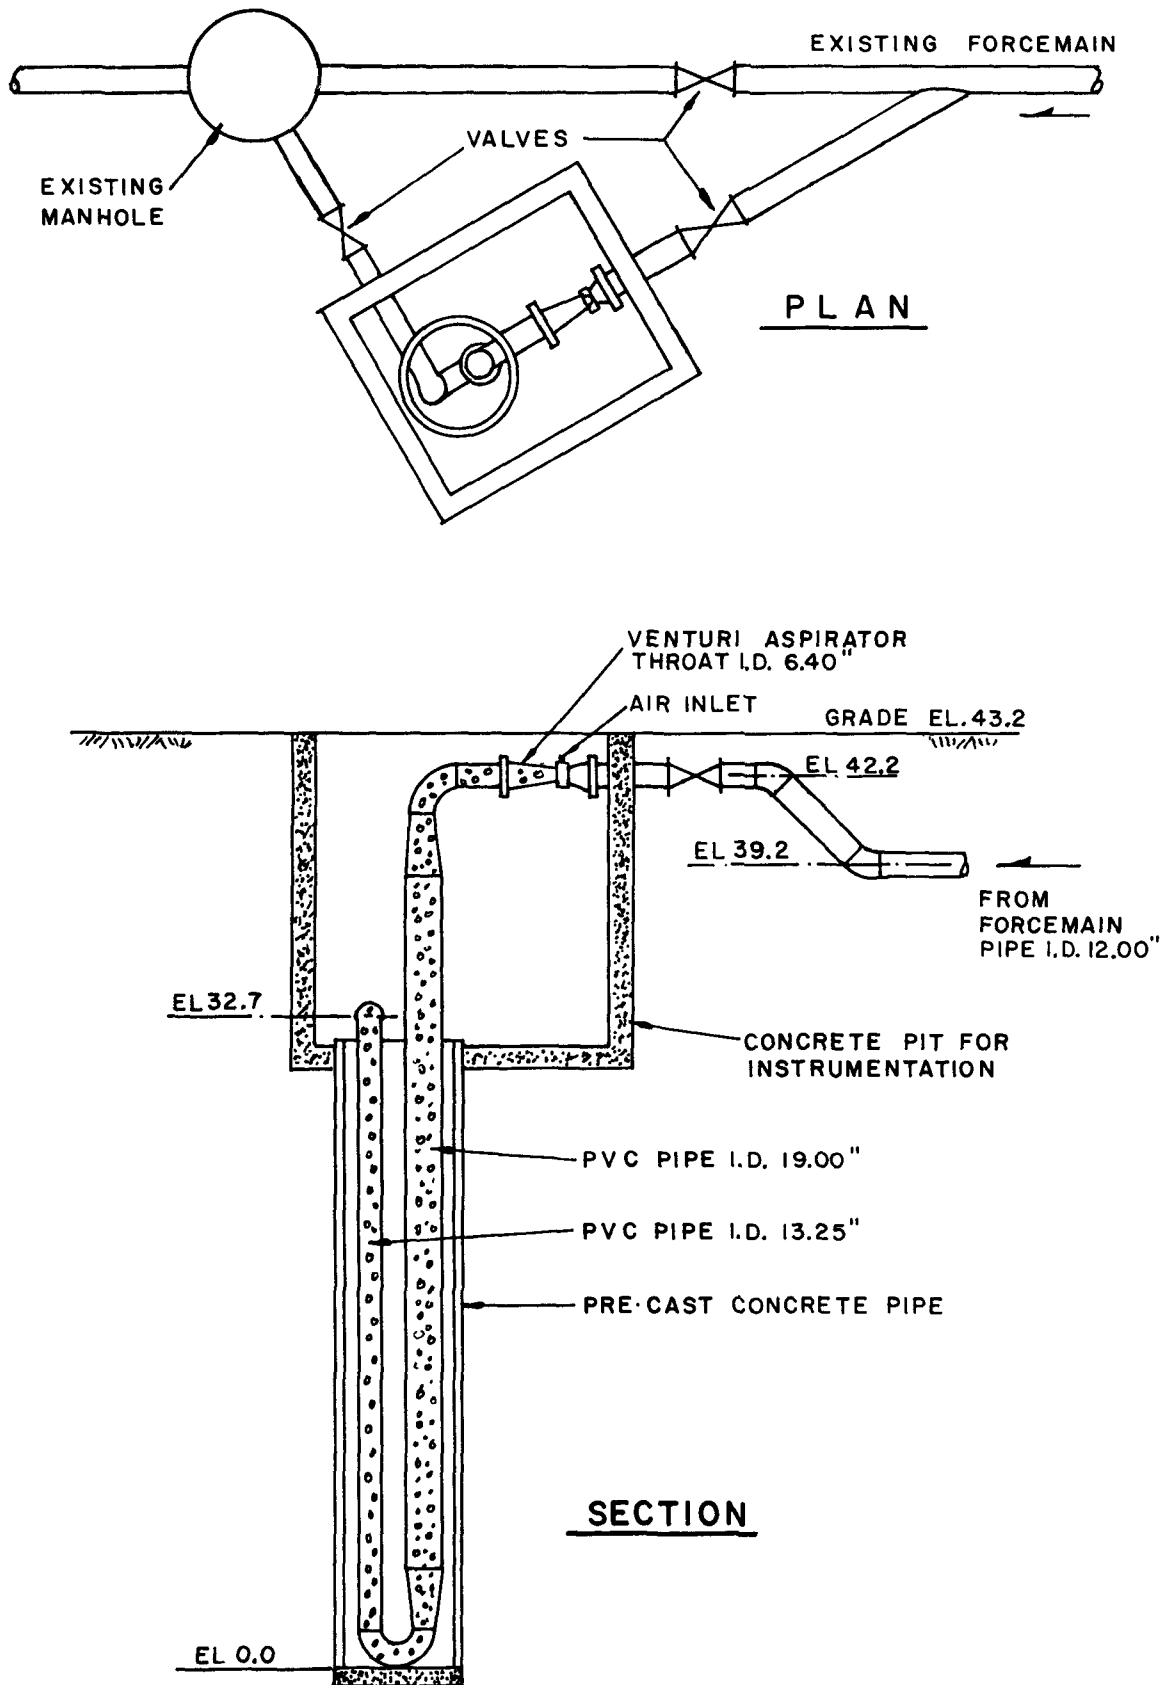 EXISTING FORCEMAIN
VALVES
EXISTING
MANHOLE
PLAN
VENTURI ASPIRATOR
THROAT I.D. 6.40"
AIR INLET
GRADE EL. 43.2
EL 42.2
EL 39.2
FROM
FORCEMAIN
PIPE I.D. 12.00"
EL 32.7
CONCRETE PIT FOR
INSTRUMENTATION
PVC PIPE I.D. 19.00"
PVC PIPE I.D. 13.25"
PRE-CAST CONCRETE PIPE
SECTION
EL 0.0